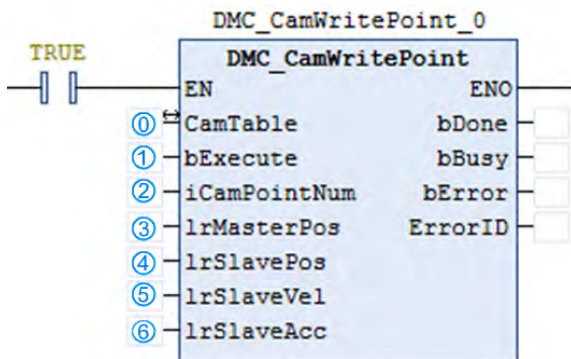 DMC_CamWritePoint_0
TRUE
DMC_CamWritePoint
EN ENO
⓪ CamTable bDone
① bExecute bBusy
② iCamPointNum bError
③ lrMasterPos ErrorID
④ lrSlavePos
⑤ lrSlaveVel
⑥ lrSlaveAcc